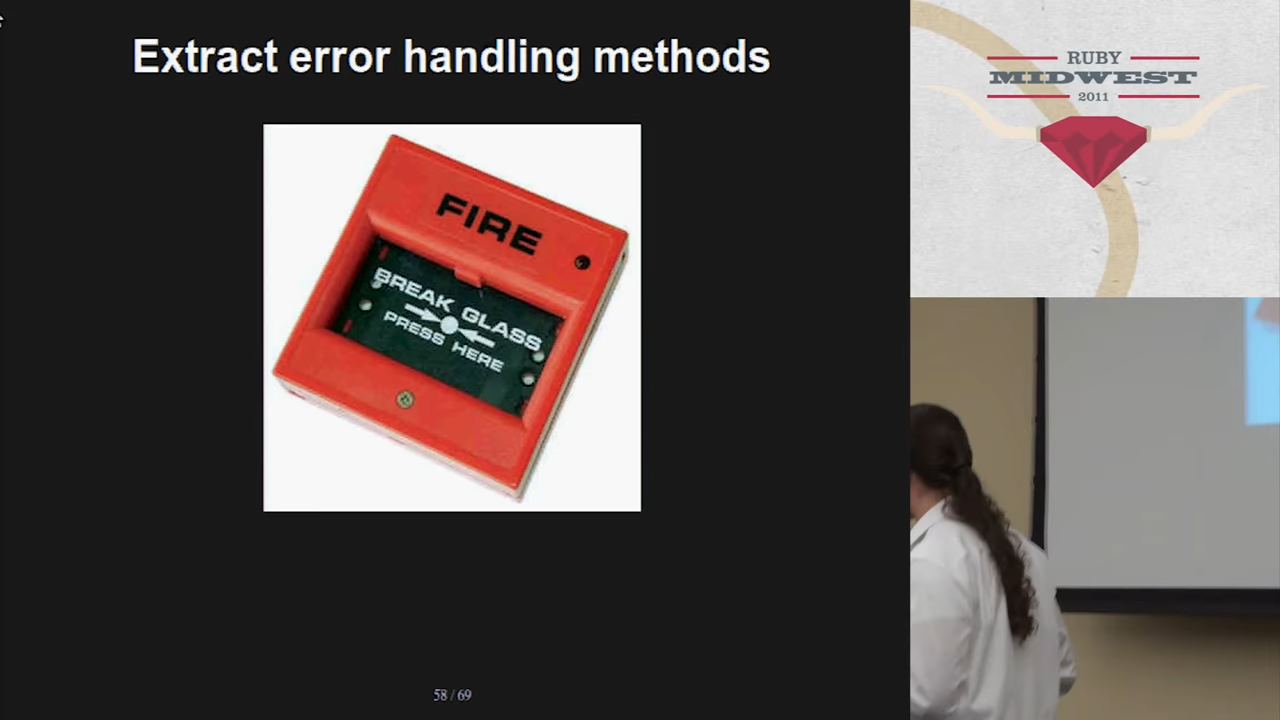 Extract error handling methods
FIRE
BREAK GLASS
PRESS HERE
58 / 69
RUBY
MIDWEST
2011